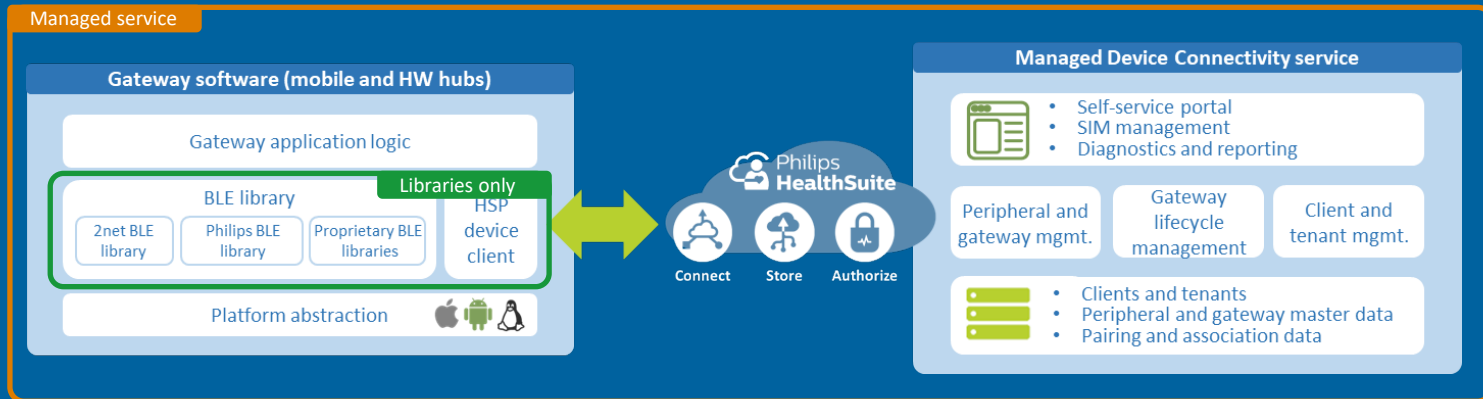 Managed service
Gateway software (mobile and HW hubs)
Gateway application logic
Libraries only
BLE library
2net BLE
library
Philips BLE
library
Proprietary BLE
libraries
HSP
device
client
Platform abstraction
Philips
HealthSuite
Connect
Store
Authorize
Managed Device Connectivity service
• Self-service portal
• SIM management
• Diagnostics and reporting
Peripheral and
gateway mgmt.
Gateway
lifecycle
management
Client and
tenant mgmt.
• Clients and tenants
• Peripheral and gateway master data
• Pairing and association data